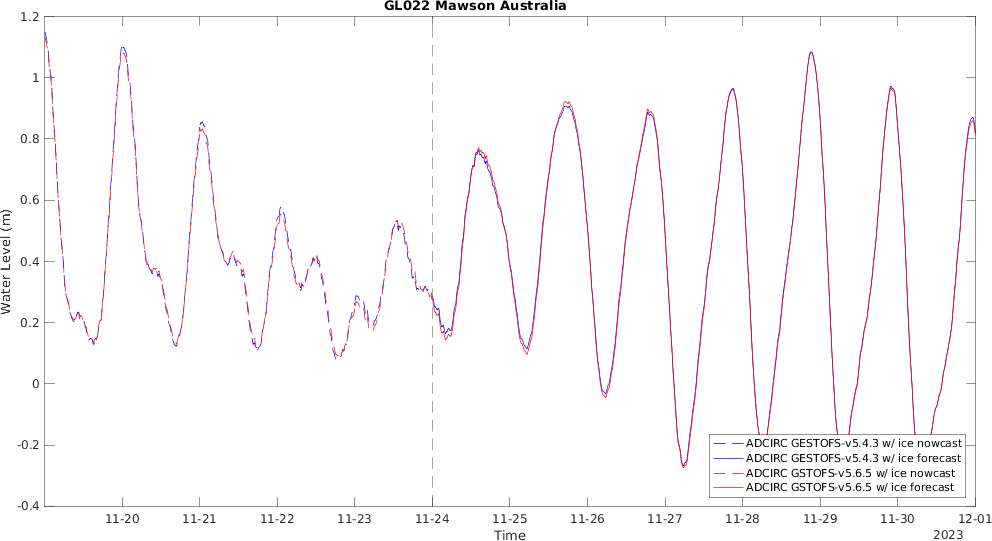 GL022 Mawson Australia
1.2
1
0.8
0.6
0.4
0.2
0
-0.2
-0.4
Water Level (m)
ADCIRC GESTOFS-v5.4.3 w/ ice nowcast
ADCIRC GESTOFS-v5.4.3 w/ ice forecast
ADCIRC GSTOFS-v5.6.5 w/ ice nowcast
ADCIRC GSTOFS-v5.6.5 w/ ice forecast
11-20 11-21 11-22 11-23 11-24 11-25 11-26 11-27 11-28 11-29 11-30 12-01
Time
2023